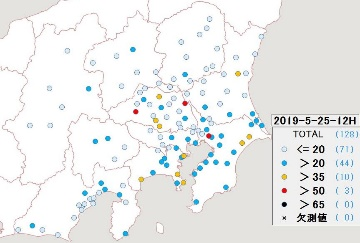 2019-5-25-12H
TOTAL (128)
<= 20 (71)
> 20 (44)
> 35 (10)
> 50 (3)
> 65 (0)
× 欠測値 (0)